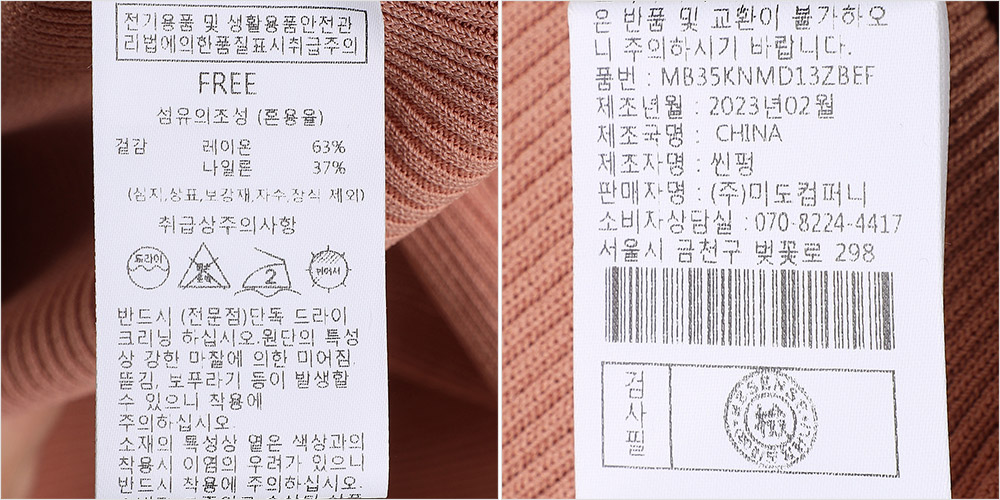 전기용품 및 생활용품안전관
리법에의한품질표시취급주의
FREE
섬유의조성 (혼용율)
겉감 레이온 63%
나일론 37%
(심지,상표,보강재,자수,장식 제외)
취급상주의사항
드라이
2
뉘어서
반드시 (전문점)단독 드라이
크리닝 하십시오.원단의 특성
상 강한 마찰에 의한 미어짐,
뜯김, 보푸라기 등이 발생할
수 있으니 착용에
주의하십시오.
소재의 특성상 옅은 색상과의
착용시 이염의 우려가 있으니
반드시 착용에 주의하십시오.
은 반품 및 교환이 불가하오
니 주의하시기 바랍니다.
품번 : MB35KNMD13ZBEF
제조년월 : 2023년02월
제조국명 : CHINA
제조자명 : 씬펑
판매자명 : (주)미도컴퍼니
소비자상담실 : 070-8224-4417
서울시 금천구 벚꽃로 298
검사필